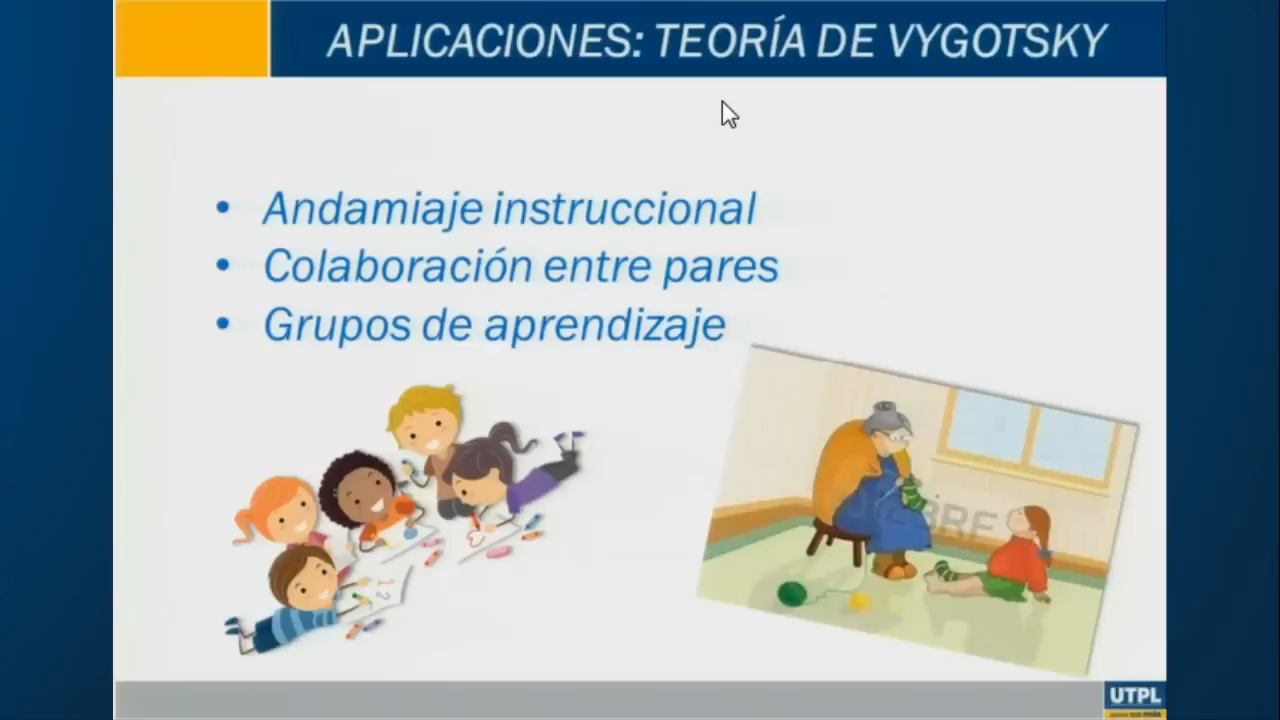 APLICACIONES: TEORÍA DE VYGOTSKY
• Andamiaje instruccional
• Colaboración entre pares
• Grupos de aprendizaje
UTPL